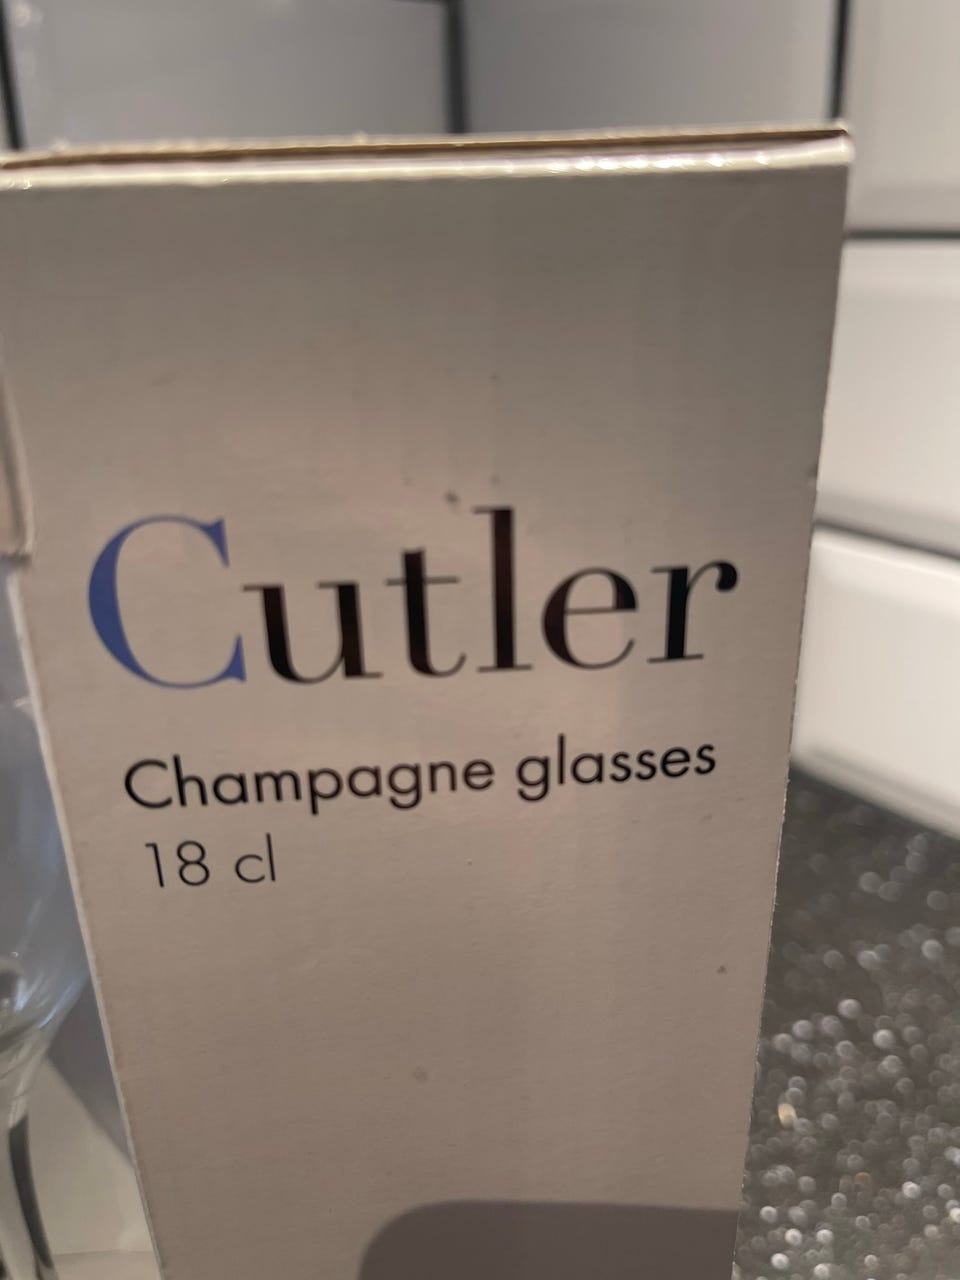 Cutler
Champagne glasses
18 cl